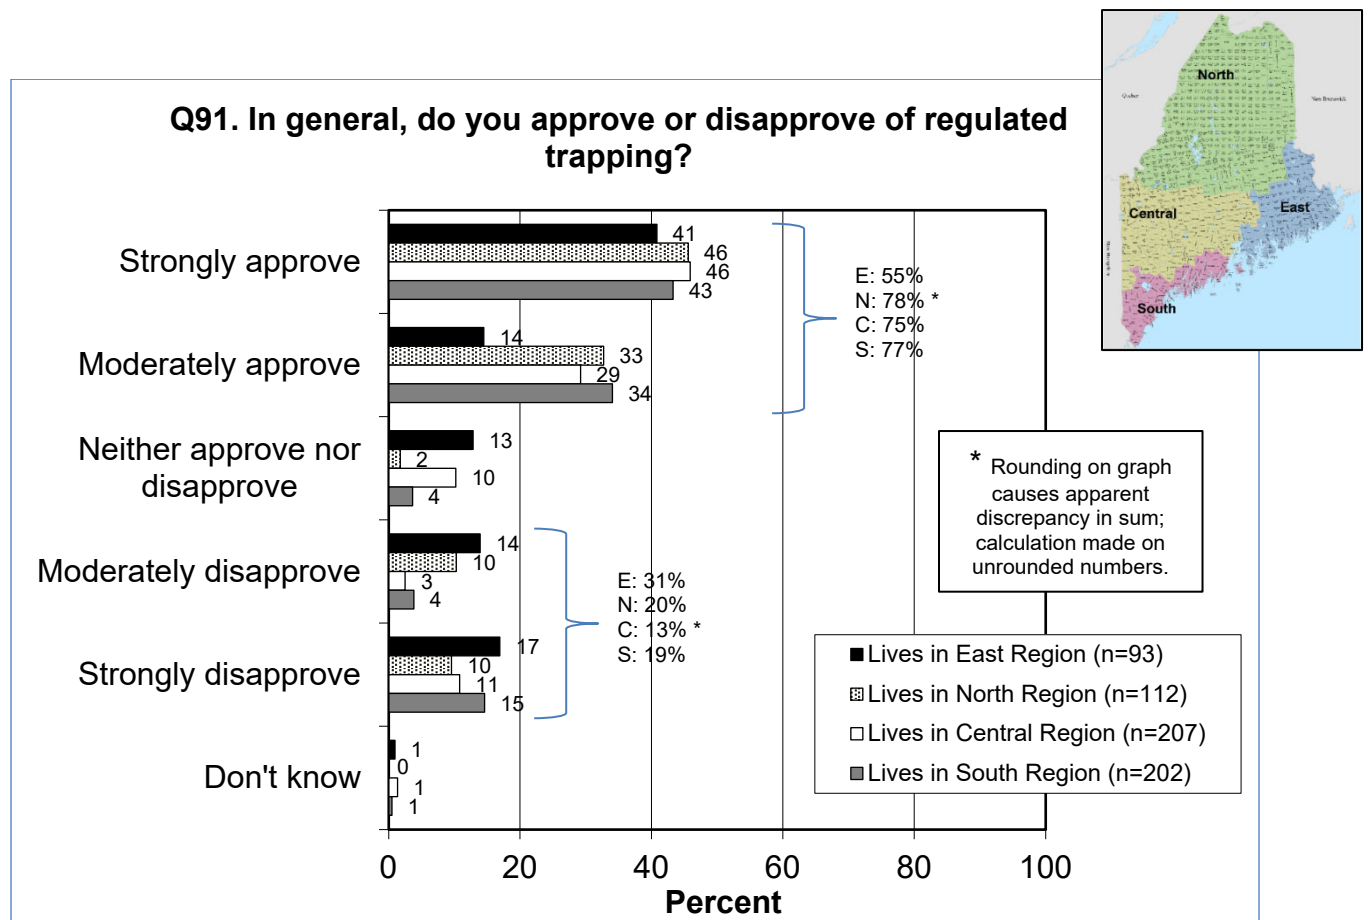 Q91. In general, do you approve or disapprove of regulated
trapping?
North
Central
East
South
Strongly approve
41
46
46
43
E: 55%
N: 78% *
C: 75%
S: 77%
Moderately approve
14
33
29
34
Neither approve nor
disapprove
13
2
10
4
* Rounding on graph
causes apparent
discrepancy in sum;
calculation made on
unrounded numbers.
Moderately disapprove
14
10
3
4
E: 31%
N: 20%
C: 13% *
S: 19%
Strongly disapprove
17
10
11
15
Lives in East Region (n=93)
Lives in North Region (n=112)
Lives in Central Region (n=207)
Lives in South Region (n=202)
Don't know
1
0
1
1
0 20 40 60 80 100
Percent